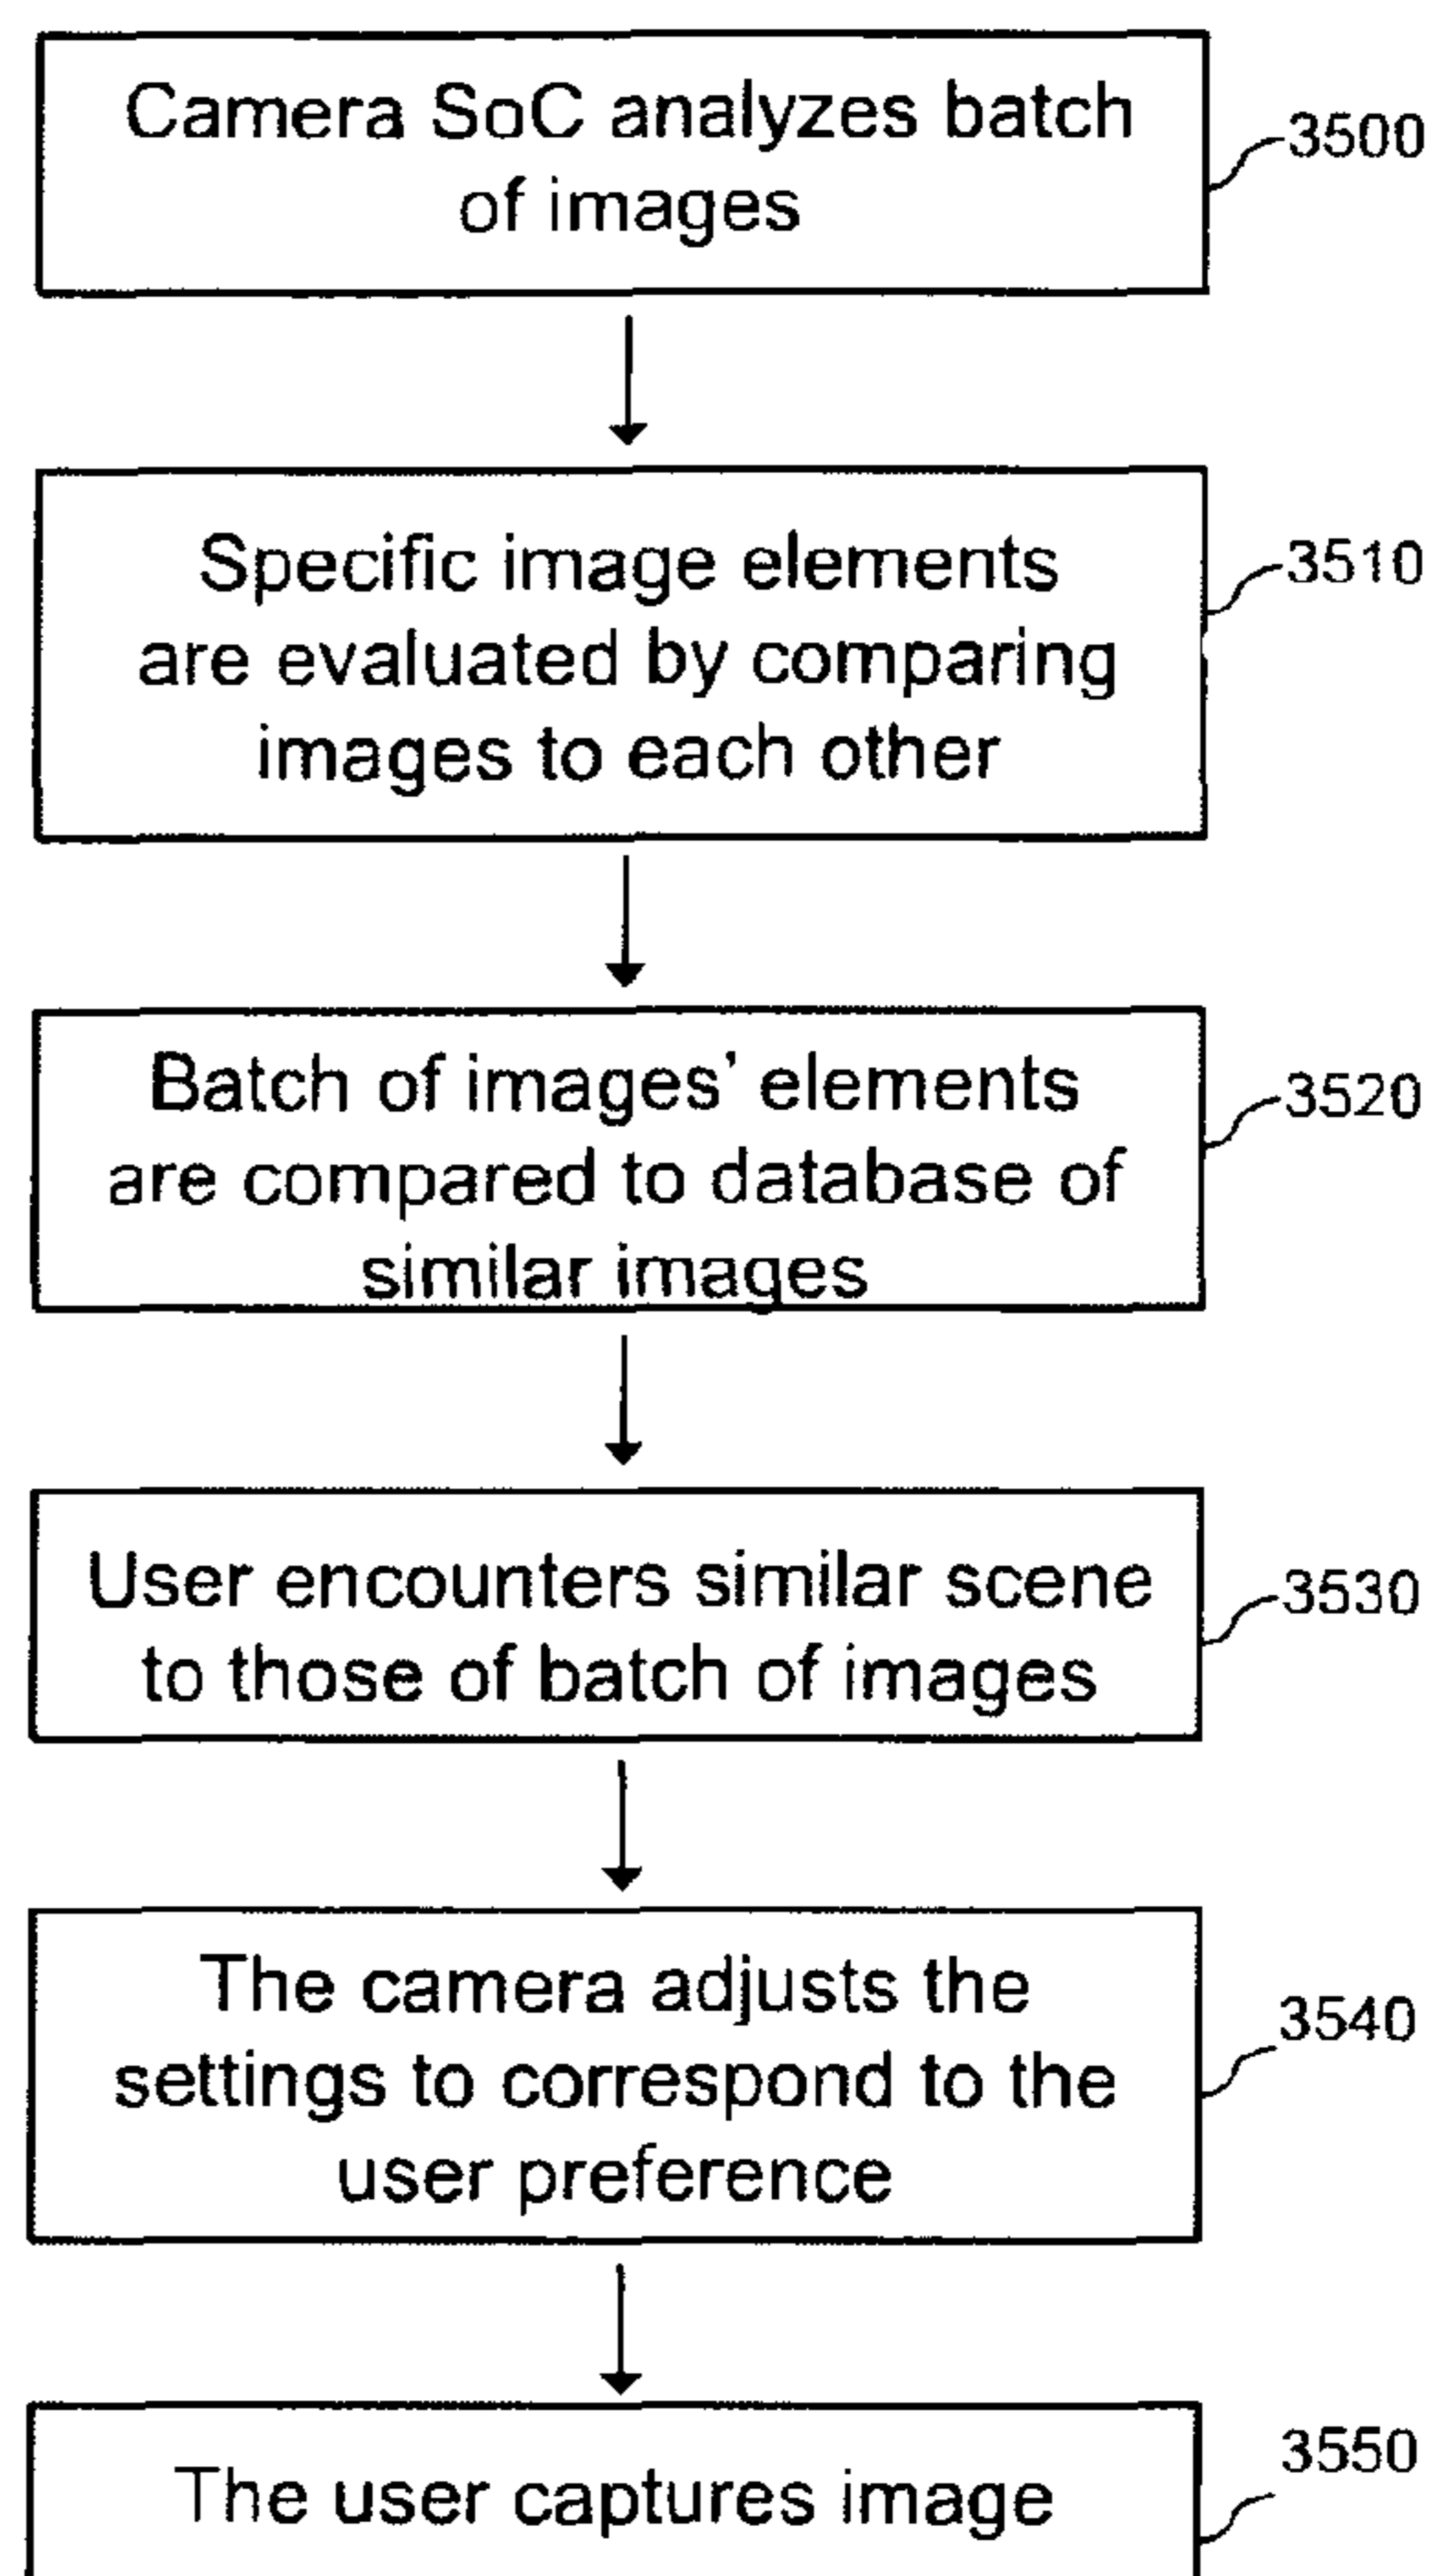 Camera SoC analyzes batch
of images
3500
Specific image elements
are evaluated by comparing
images to each other
3510
Batch of images’ elements
are compared to database of
similar images
3520
User encounters similar scene
to those of batch of images
3530
The camera adjusts the
settings to correspond to the
user preference
3540
The user captures image
3550